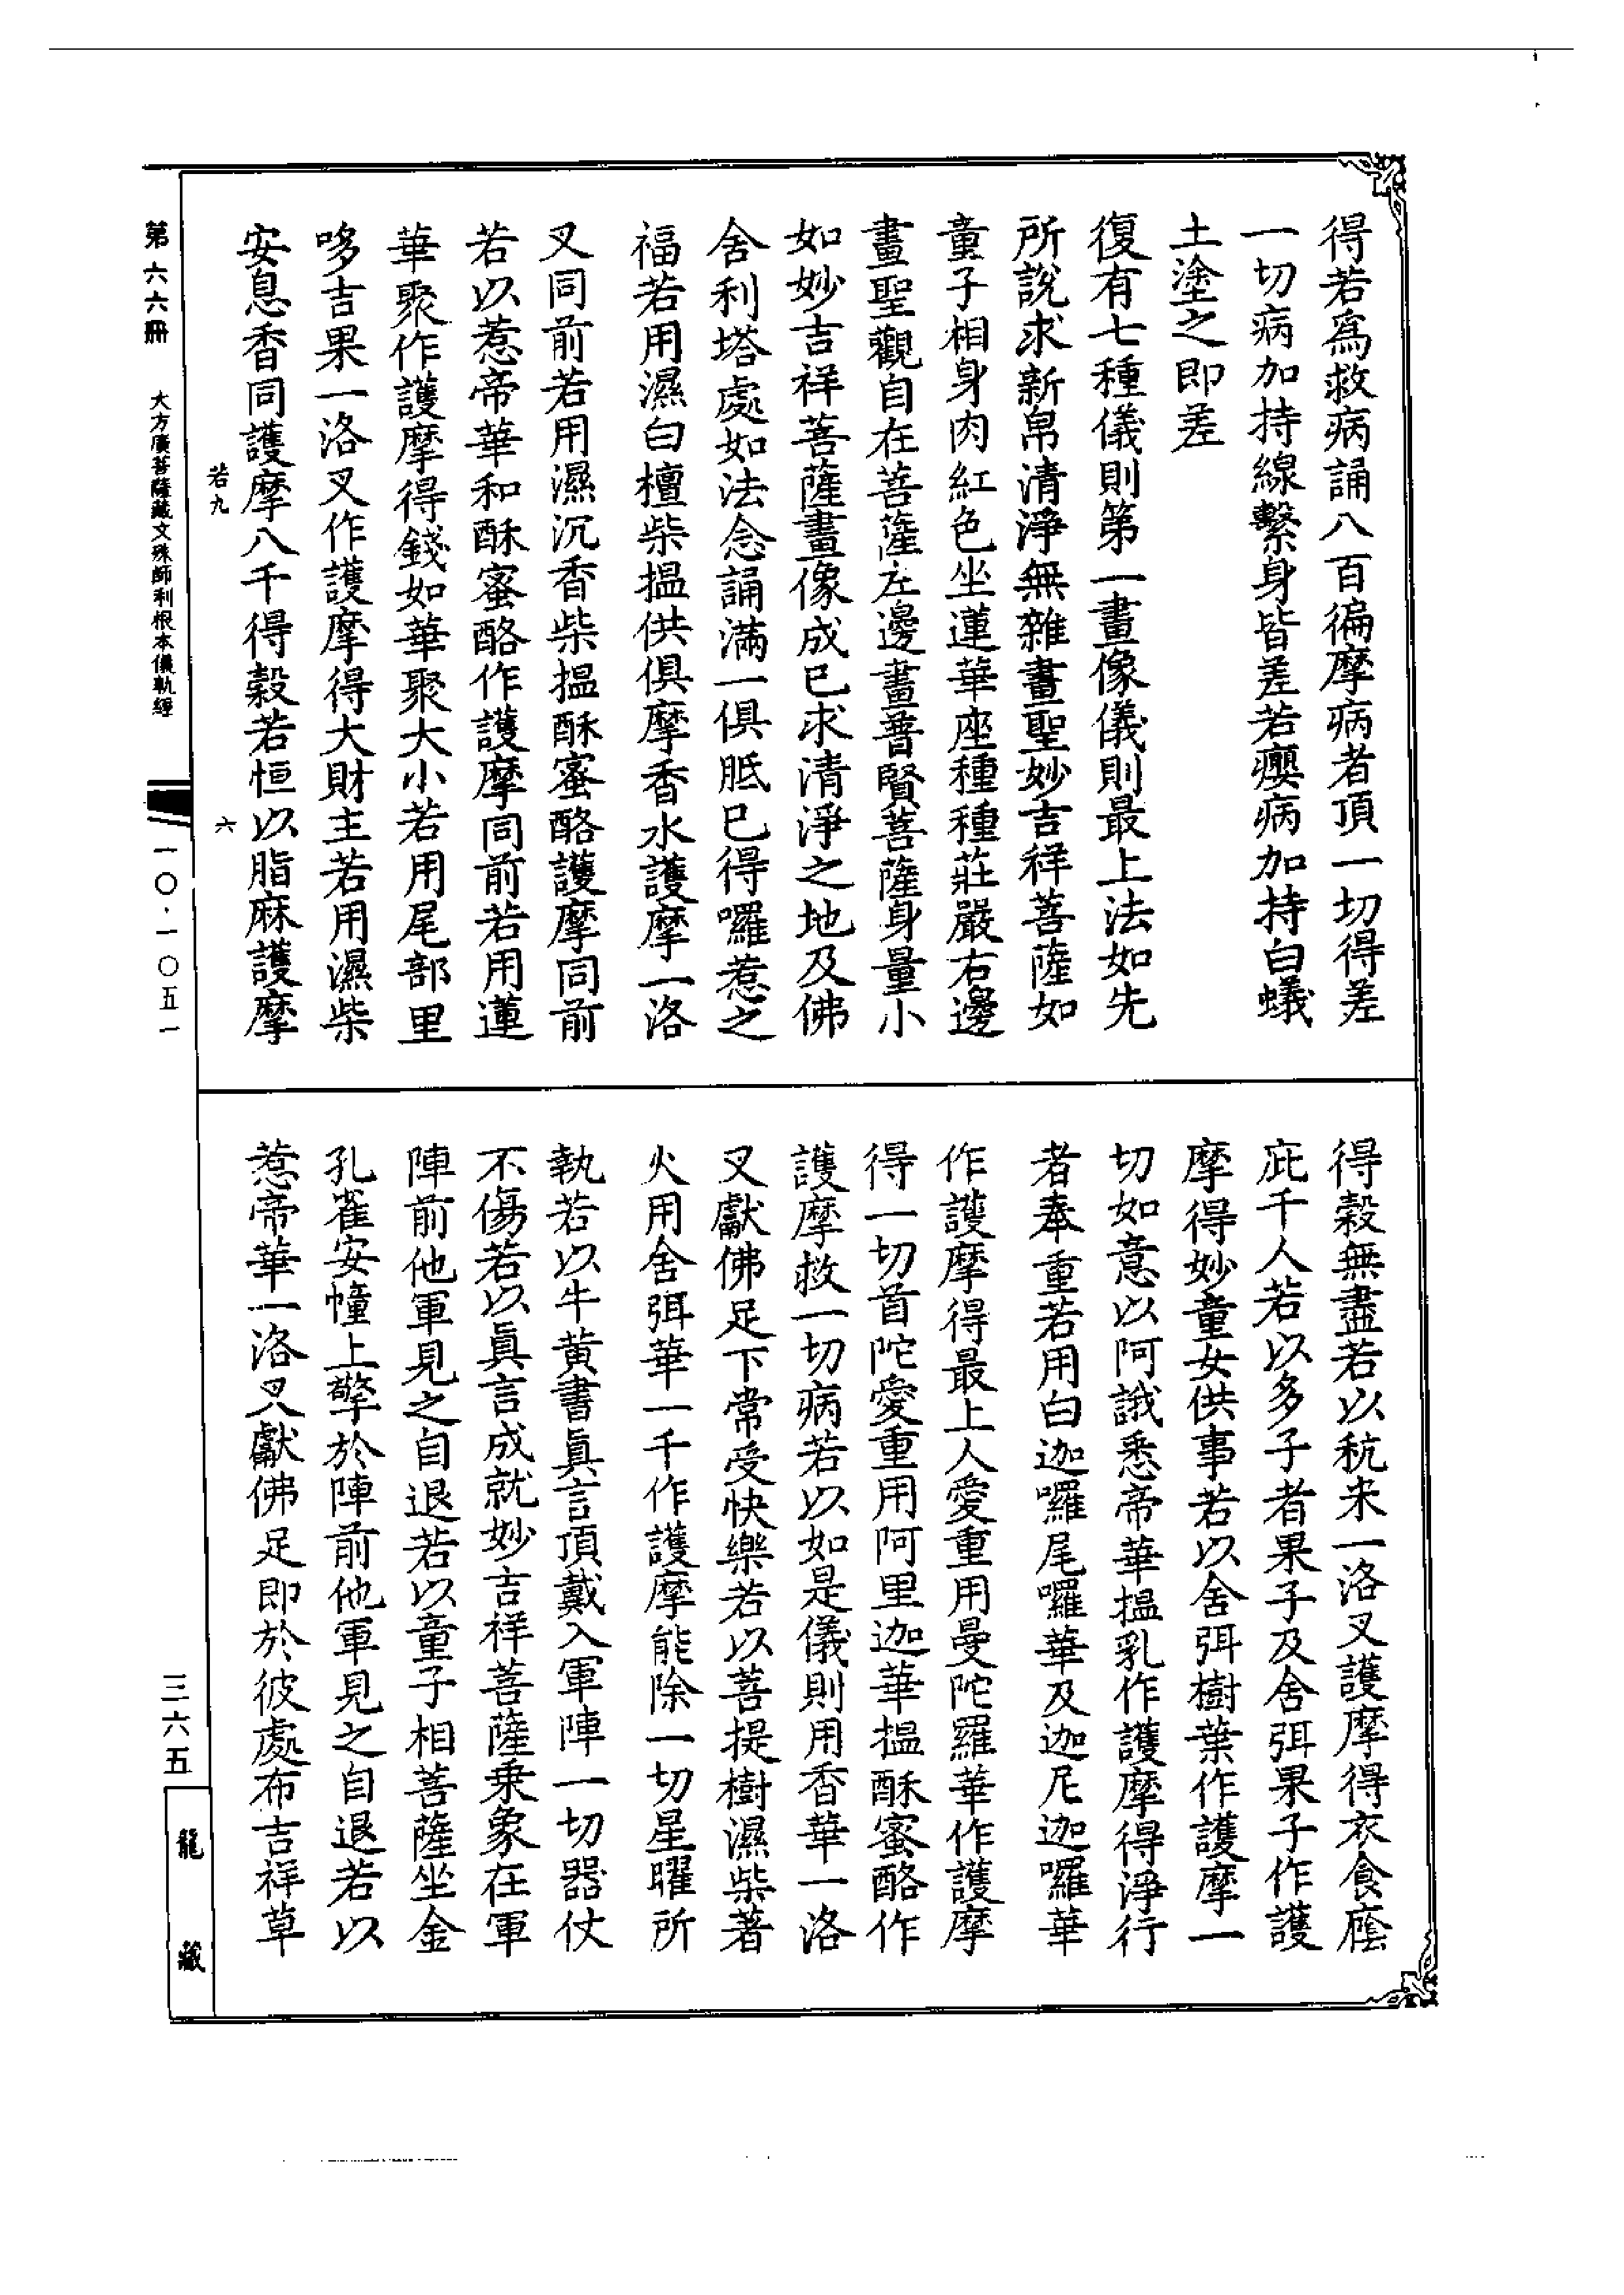 得若爲救病誦八百徧摩病者頂一切得差
一切病加持線繫身皆差若癭病加持白蟻
土塗之即差
復有七種儀則第一畫像儀則最上法如先
所說求新帛清淨無雜畫聖妙吉祥菩薩如
童子相身肉紅色坐蓮華座種種莊嚴右邊
畫聖觀自在菩薩左邊畫普賢菩薩身量小
如妙吉祥菩薩畫像成已求清淨之地及佛
舍利塔處如法念誦滿一俱胝已得囉惹之
福若用濕白檀柴揾供俱摩香水護摩一洛
叉同前若用濕沉香柴揾酥蜜酪護摩同前
若以惹帝華和酥蜜酪作護摩同前若用蓮
華聚作護摩得錢如華聚大小若用尾部里
哆吉果一洛叉作護摩得大財主若用濕柴
安息香同護摩八千得穀若恒以脂麻護摩
得穀無盡若以秔米一洛叉護摩得衣食廕
庇千人若以多子者果子及舍弭果子作護
摩得妙童女供事若以舍弭樹葉作護摩一
切如意以阿誐悉帝華揾乳作護摩得淨行
者奉重若用白迦囉尾囉華及迦尼迦囉華
作護摩得最上人愛重用曼陀羅華作護摩
得一切首陀愛重用阿里迦華揾酥蜜酪作
護摩救一切病若以如是儀則用香華一洛
叉獻佛足下常受快樂若以菩提樹濕柴著
火用舍弭華一千作護摩能除一切星曜所
執若以牛黃書眞言頂戴入軍陣一切器仗
不傷若以眞言成就妙吉祥菩薩乘象在軍
陣前他軍見之自退若以童子相菩薩坐金
孔雀安幢上擎於陣前他軍見之自退若以
惹帝華一洛叉獻佛足即於彼處布吉祥草
第六六冊
大方廣菩薩藏文殊師利根本儀軌經
若九
六
一〇·一〇五一
三六五
龍藏